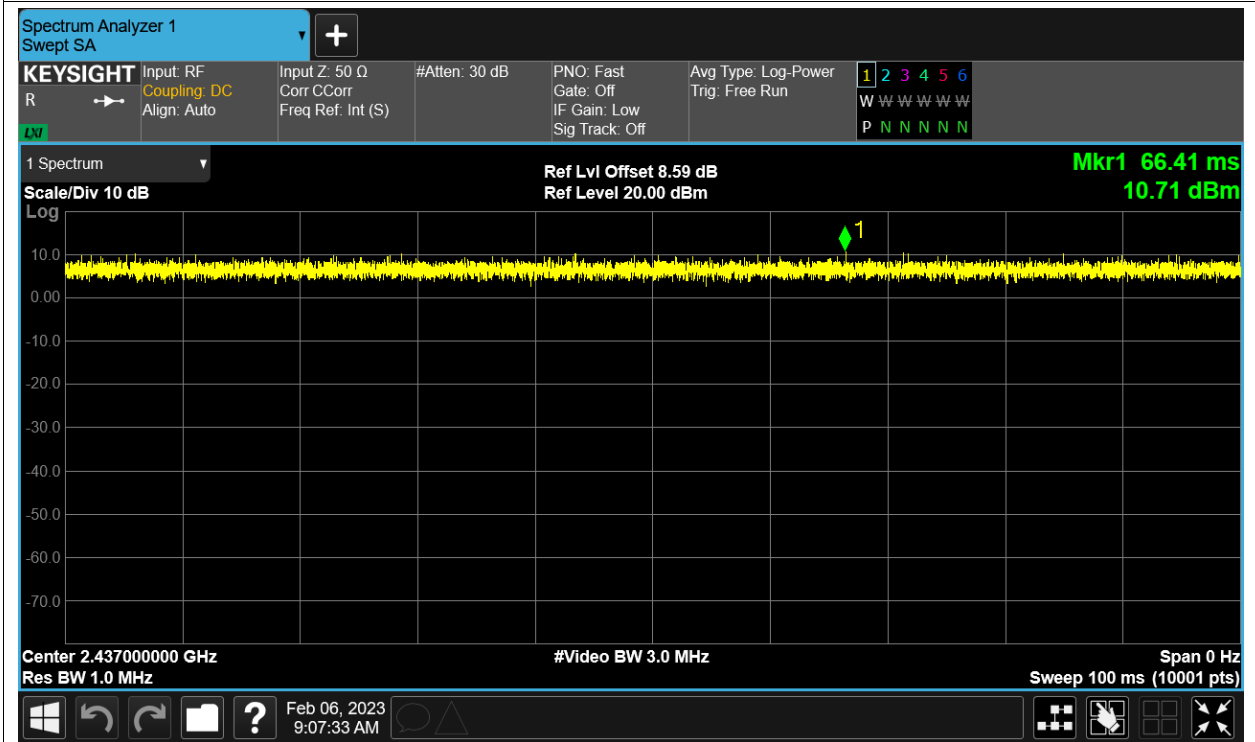 Spectrum Analyzer 1
Swept SA
KEYSIGHT
R
LXI
Input: RF
Coupling: DC
Align: Auto
Input Z: 50 Ω
Corr CCorr
Freq Ref: Int (S)
#Atten: 30 dB
PNO: Fast
Gate: Off
IF Gain: Low
Sig Track: Off
Avg Type: Log-Power
Trig: Free Run
1 2 3 4 5 6
W W W W W W
P N N N N N
1 Spectrum
Scale/Div 10 dB
Ref Lvl Offset 8.59 dB
Ref Level 20.00 dBm
Mkr1 66.41 ms
10.71 dBm
Log
1
10.0
0.00
-10.0
-20.0
-30.0
-40.0
-50.0
-60.0
-70.0
Center 2.437000000 GHz
#Video BW 3.0 MHz
Span 0 Hz
Res BW 1.0 MHz
Sweep 100 ms (10001 pts)
?
Feb 06, 2023
9:07:33 AM